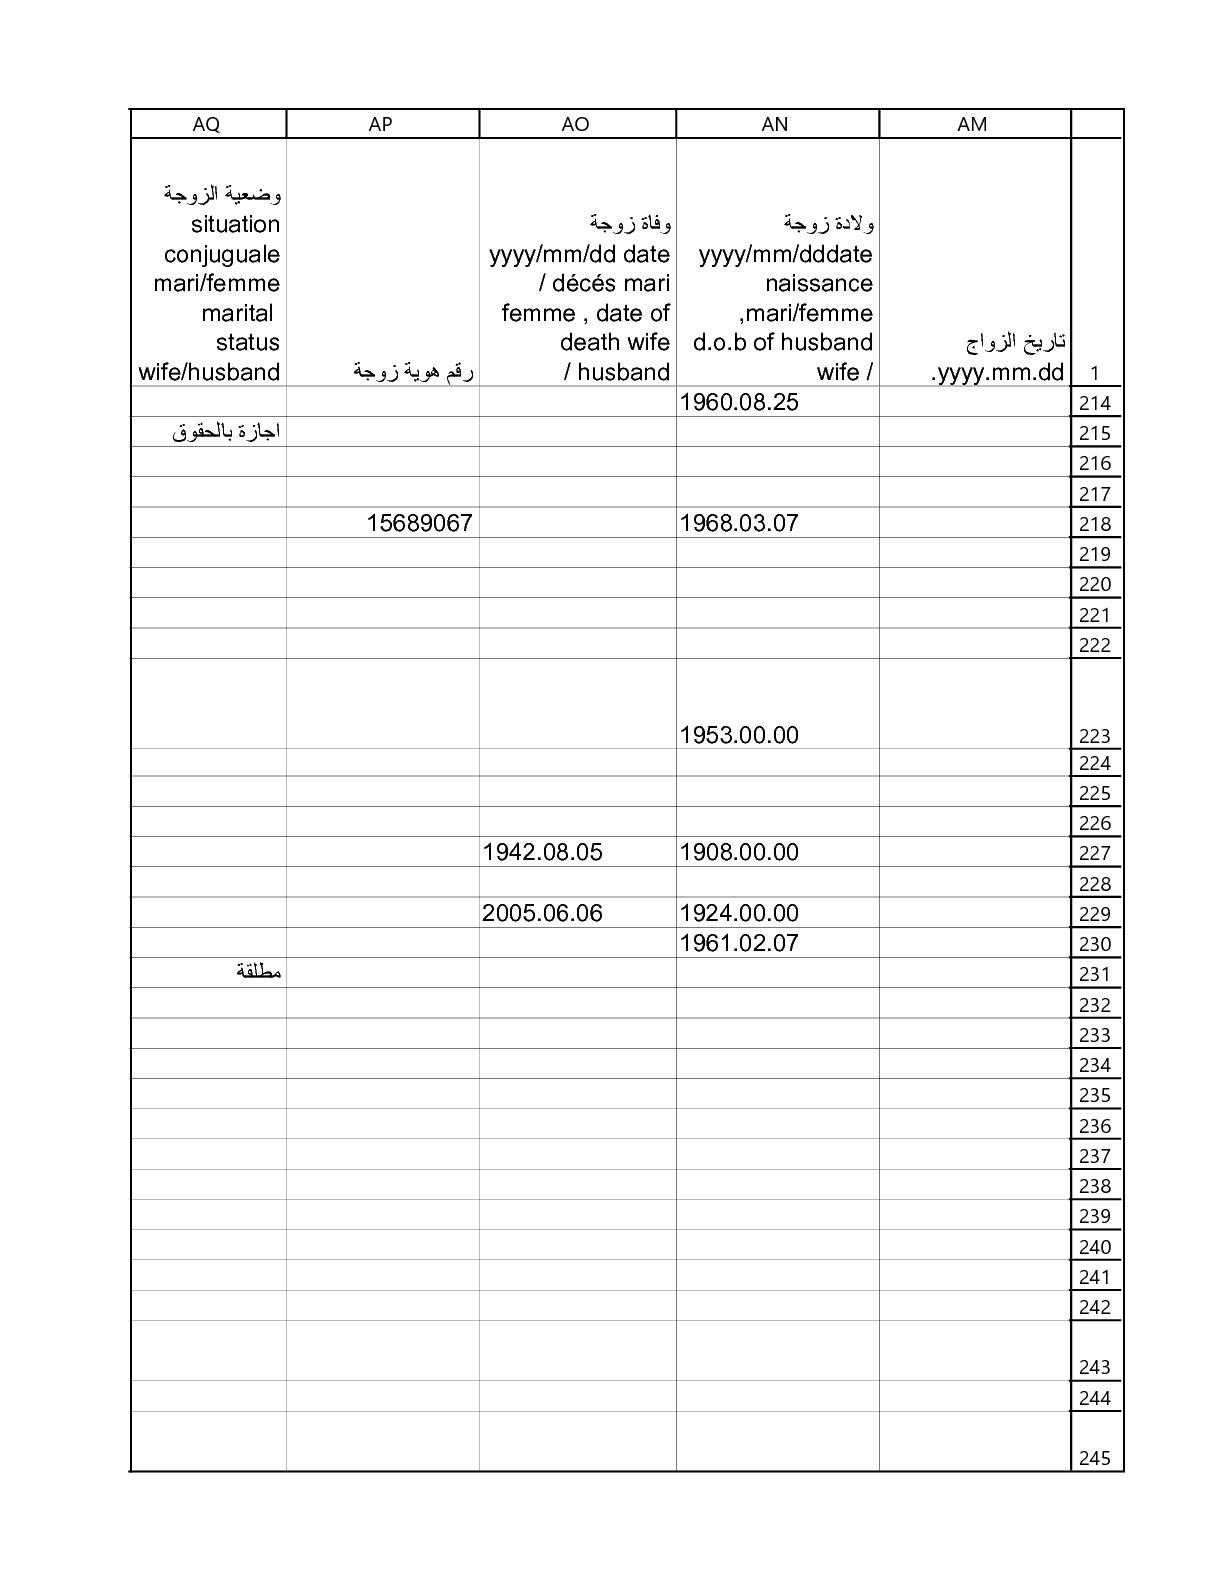 AM AN AO AP AQ
1
تاريخ الزواج
yyyy.mm.dd.
ولادة زوجة
yyyy/mm/dddate
naissance
mari/femme,
d.o.b of husband
/ wife
وفاة زوجة
yyyy/mm/dd date
décés mari /
femme , date of
death wife
/ husband
رقم هوية زوجة
وضعية الزوجة
situation
conjuguale
mari/femme
marital
status
wife/husband
214 1960.08.25
215 اجازة بالحقوق
216
217
218 1968.03.07 15689067
219
220
221
222
223 1953.00.00
224
225
226
227 1908.00.00 1942.08.05
228
229 1924.00.00 2005.06.06
230 1961.02.07
231 مطلقة
232
233
234
235
236
237
238
239
240
241
242
243
244
245